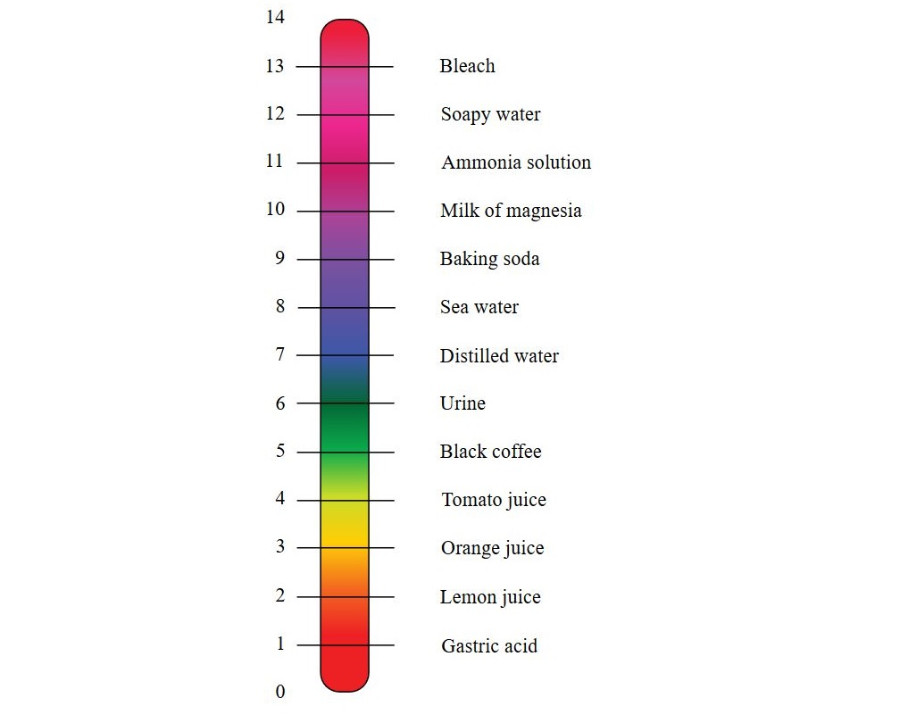 14
13 Bleach
12 Soapy water
11 Ammonia solution
10 Milk of magnesia
9 Baking soda
8 Sea water
7 Distilled water
6 Urine
5 Black coffee
4 Tomato juice
3 Orange juice
2 Lemon juice
1 Gastric acid
0